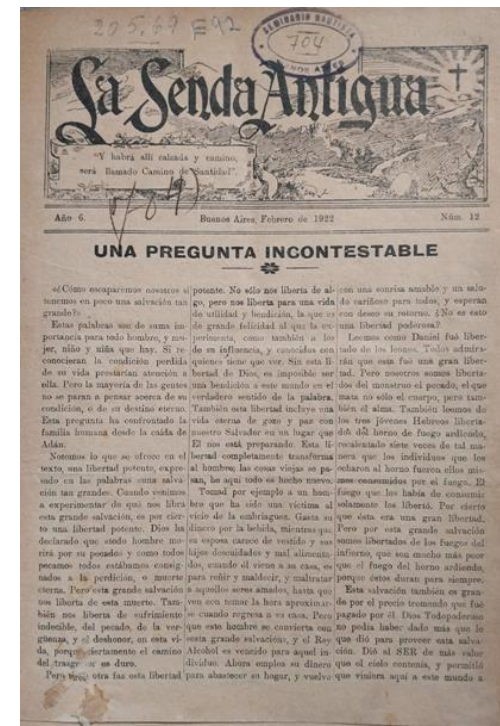 205.69 E92
SEMINARIO BAUTISTA
704
BUENOS AIRES
La Senda Antigua
"Y habrá allí calzada y camino,
será llamado Camino de Santidad".
Año 6.
Buenos Aires, Febrero de 1922
Núm. 12
UNA PREGUNTA INCONTESTABLE
«¿Cómo escaparemos nosotros si
tenemos en poco una salvación tan
grande?»
Estas palabras son de suma im-
portancia para todo hombre, y mu-
jer, niño y niña que hay. Si re-
conocieran la condición perdida
de su vida prestarían atención a
ella. Pero la mayoría de las gentes
no se paran a pensar acerca de su
condición, o de su destino eterno.
Esta pregunta ha confrontado la
familia humana desde la caída de
Adán.
Notemos lo que se ofrece en el
texto, una libertad potente, expre-
sado en las palabras «una salva-
ción tan grande». Cuando venimos
a experimentar de qué nos librá
esta grande salvación, es por cier-
to una libertad potente. Dios ha
declarado que «todo hombre mo-
rirá por su pecado» y como todos
pecamos todos estábamos consig-
nados a la perdición, o muerte
eterna. Pero esta grande salvación
nos liberta de esta muerte. Tam-
bién nos liberta de sufrimiento
indecible, del pecado, de la ver-
güenza, y el deshonor, en esta vi-
da, porque ciertamente el camino
del trasgresor es duro.
Pero otra faz esta libertad
potente. No sólo nos liberta de al-
go, pero nos liberta para una vida
de utilidad y bendición, la que es
de grande felicidad al que la ex-
perimenta, como también a los
de su influencia, y conocidos con
quienes tiene que ver. Sin esta li-
bertad de Dios, es imposible ser
una bendición a este mundo en el
verdadero sentido de la palabra.
También esta libertad incluye una
vida eterna de gozo y paz con
nuestro Salvador en un lugar que
El nos está preparando. Esta li-
bertad completamente transforma
al hombre; las cosas viejas se pa-
san, he aquí todo es hecho nuevo.
Tomad por ejemplo a un hom-
bre que ha sido una víctima al
vicio de la embriaguez. Gasta su
dinero por la bebida, mientras que
su esposa carece de vestido y sus
hijos descuidados y mal alimenta-
dos, cuando él viene a su casa, es
para reñir y maldecir, y maltratar
a aquellos seres amados, hasta que
ven con temor la hora aproximar-
se cuando regresa a su casa. Pero
que este hombre se convierta con
«esta grande salvación», y el Rey
Alcohol es vencido para aquel in-
dividuo. Ahora emplea su dinero
para abastecer su hogar, y vuelve
con una sonrisa amable y un salu-
do cariñoso para todos, y esperan
con deseo su retorno. ¿No es esto
una libertad poderosa?
Leemos como Daniel fué liber-
tado de los leones. Todos admira-
rán que esta fué una gran liber-
tad. Pero nosotros somos liberta-
dos del monstruo el pecado, el que
mata no sólo el cuerpo, pero tam-
bién el alma. También leemos de
los tres jóvenes Hebreos liberta-
dos del horno de fuego ardiendo,
recalentado siete veces de tal ma-
nera que los individuos que los
echaron al horno fueron ellos mis-
mos consumidos por el fuego. El
fuego que los había de consumir
solamente los libertó. Por cierto
que ésta era una gran libertad.
Pero por esta grande salvación
somos libertados de los fuegos del
infierno, que son mucho más peor
que el fuego del horno ardiendo,
porque éstos duran para siempre.
Esta salvación también es gran-
de por el precio tremendo que fué
pagado por él. Dios Todopoderoso
no podía haber dado más que lo
que dió para proveer esta salva-
ción. Dió al SER de más valor
que el cielo contenía, y permitió
que viniera aquí a este mundo a